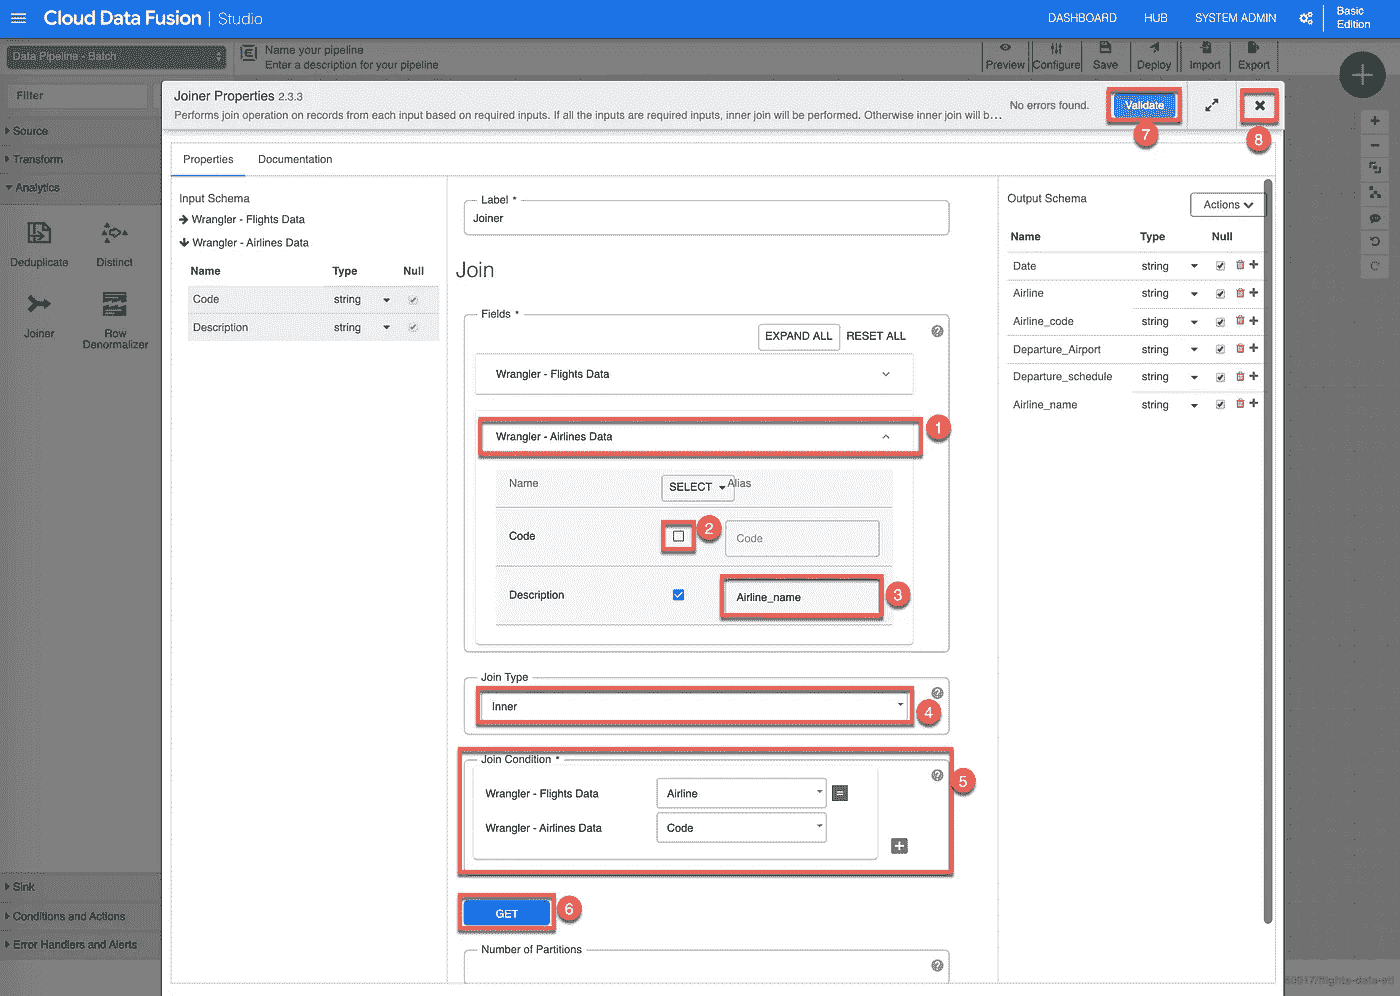 Cloud Data Fusion | Studio
DASHBOARD HUB SYSTEM ADMIN Basic Edition
Data Pipeline - Batch
Name your pipeline
Enter a description for your pipeline
Preview Configure Save Deploy Import Export
Filter
Source
Transform
Analytics
Deduplicate Distinct
Joiner Row Denormalizer
Sink
Conditions and Actions
Error Handlers and Alerts
Joiner Properties 2.3.3
Performs join operation on records from each input based on required inputs. If all the inputs are required inputs, inner join will be performed. Otherwise inner join will b...
No errors found.
Validate
7
8
Properties Documentation
Input Schema
Wrangler - Flights Data
Wrangler - Airlines Data
Name Type Null
Code string
Description string
Label *
Joiner
Join
Fields *
EXPAND ALL RESET ALL
Wrangler - Flights Data
Wrangler - Airlines Data
1
Name SELECT Alias
Code 2 Code
Description Airline_name 3
Join Type
Inner
4
Join Condition *
5
Wrangler - Flights Data Airline =
Wrangler - Airlines Data Code
GET 6
Number of Partitions
Output Schema
Actions
Name Type Null
Date string
Airline string
Airline_code string
Departure_Airport string
Departure_schedule string
Airline_name string